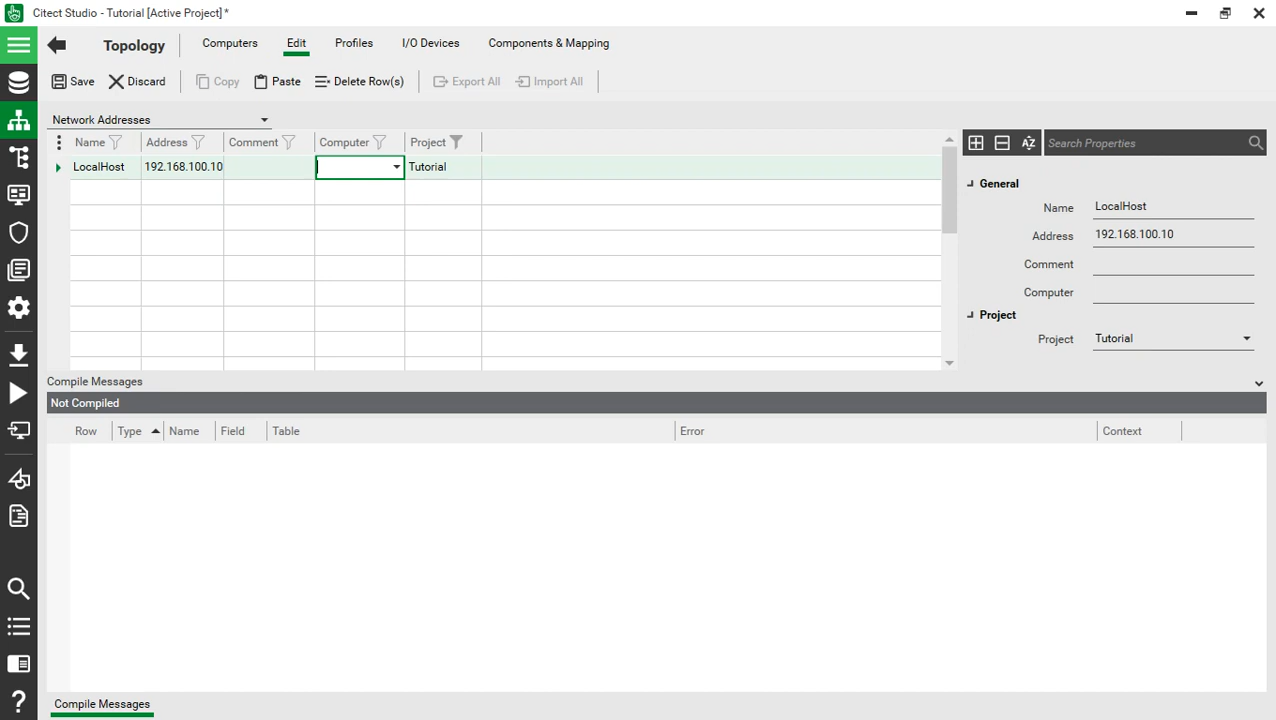 Citect Studio - Tutorial [Active Project] *
Topology
Computers
Edit
Profiles
I/O Devices
Components & Mapping
Save
Discard
Copy
Paste
Delete Row(s)
Export All
Import All
Network Addresses
Name
Address
Comment
Computer
Project
LocalHost
192.168.100.10
Tutorial
AZ
Search Properties
General
Name
LocalHost
Address
192.168.100.10
Comment
Computer
Project
Project
Tutorial
Compile Messages
Not Compiled
Row
Type
Name
Field
Table
Error
Context
Compile Messages